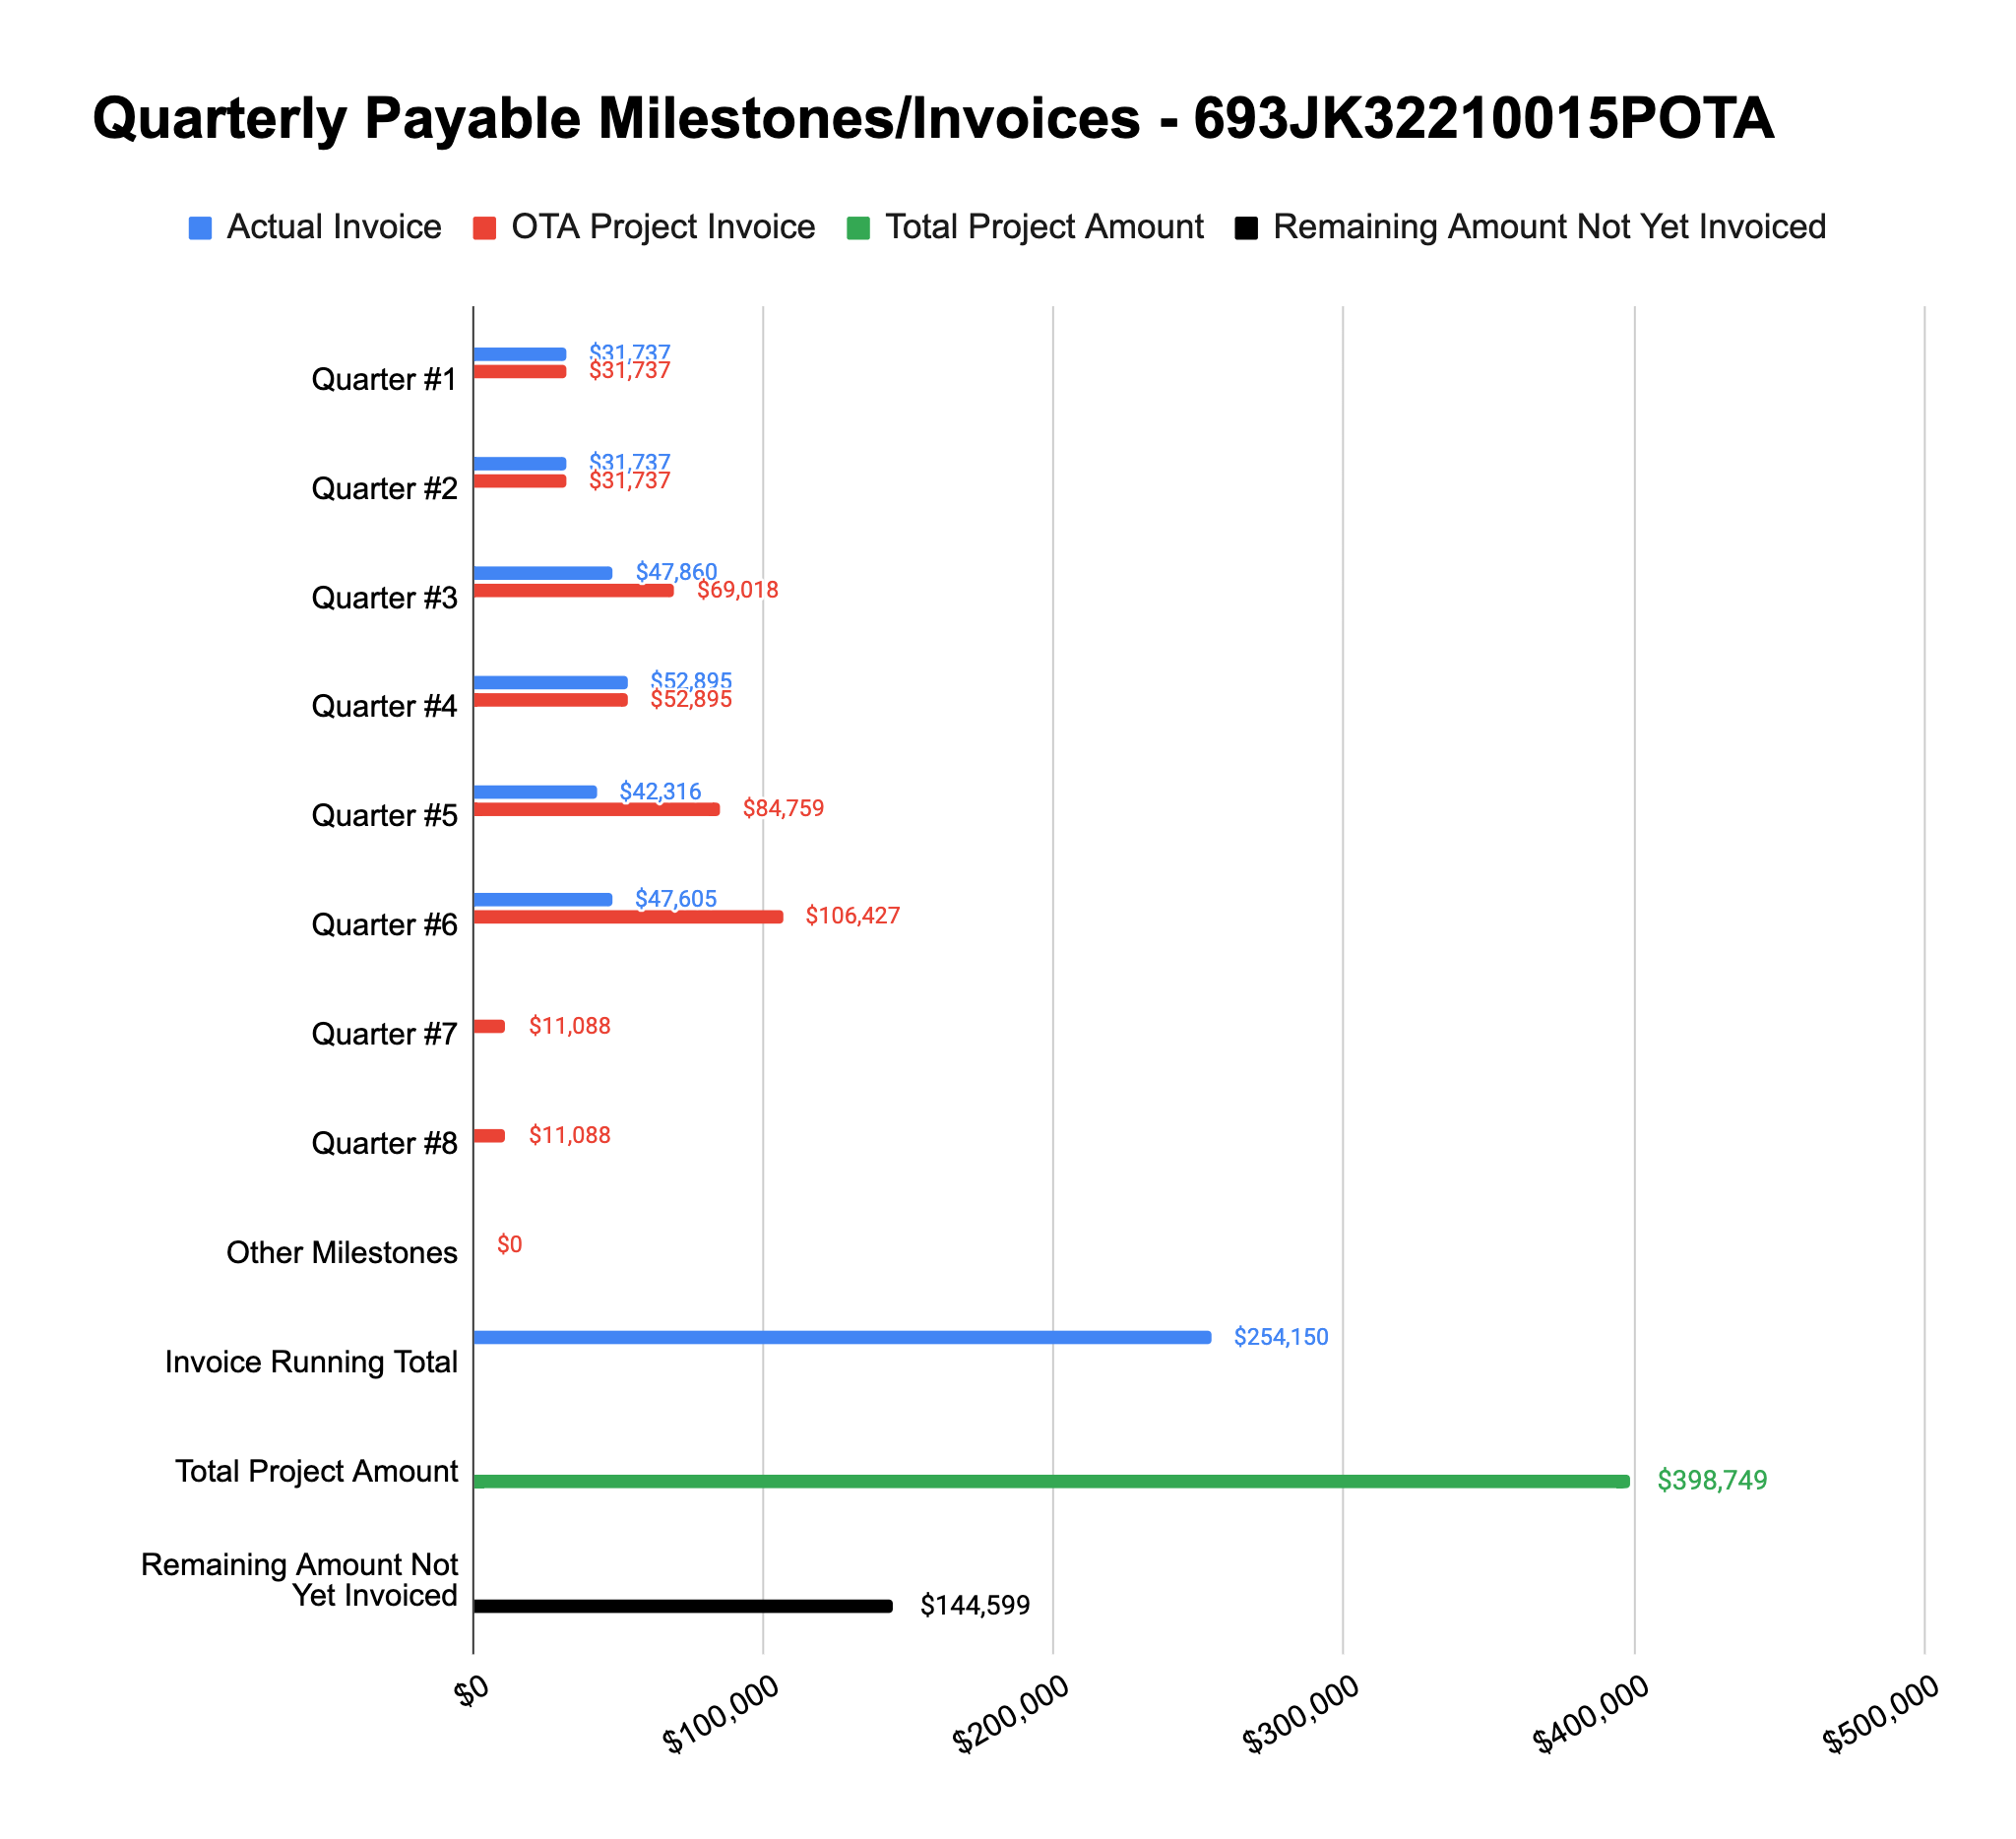 Quarterly Payable Milestones/Invoices - 693JK32210015POTA
Actual Invoice OTA Project Invoice Total Project Amount Remaining Amount Not Yet Invoiced
$31,737
Quarter #1 $31,737
$31,737
Quarter #2 $31,737
$47,860
Quarter #3 $69,018
$52,895
Quarter #4 $52,895
$42,316
Quarter #5 $84,759
$47,605
Quarter #6 $106,427
Quarter #7 $11,088
Quarter #8 $11,088
Other Milestones $0
Invoice Running Total $254,150
Total Project Amount $398,749
Remaining Amount Not
Yet Invoiced $144,599
$0 $100,000 $200,000 $300,000 $400,000 $500,000